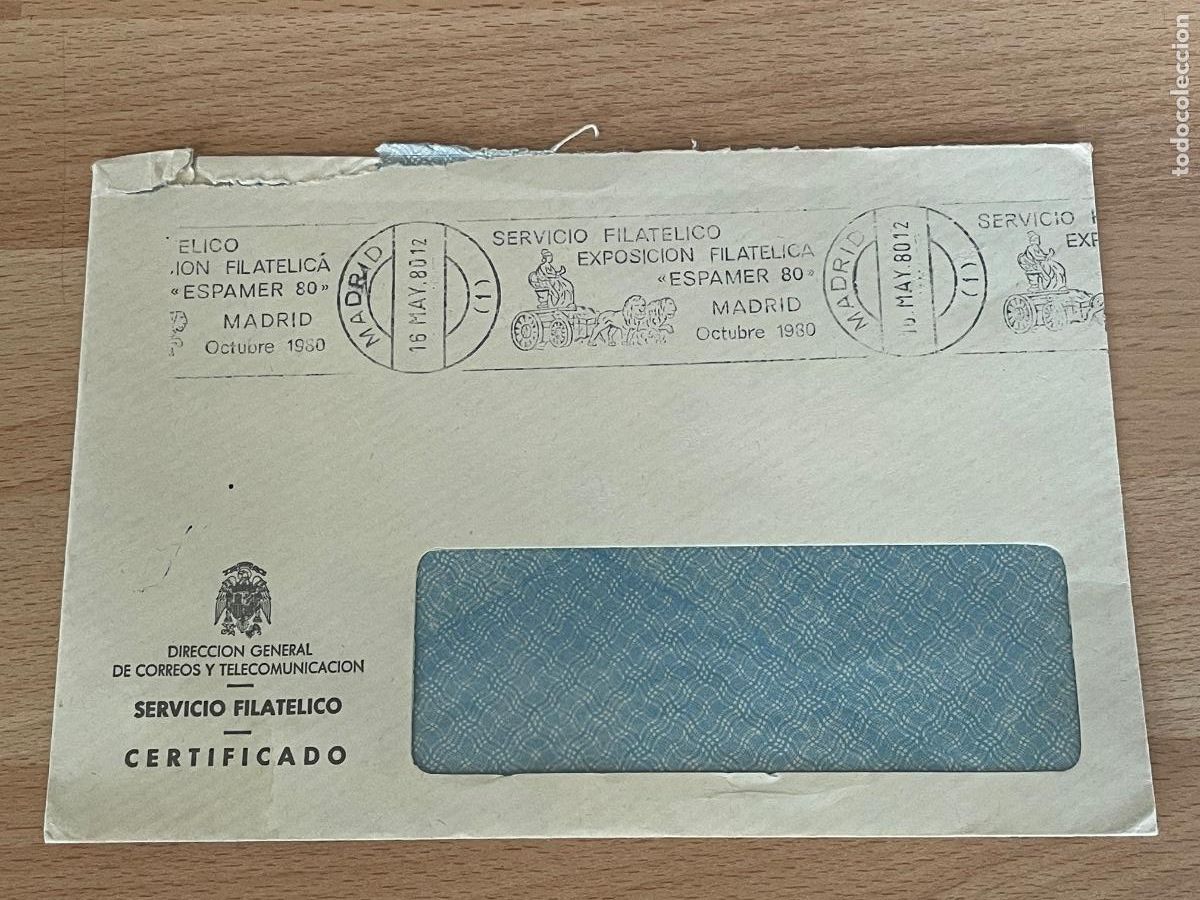 ELICO
ION FILATELICA
«ESPAMER 80»
MADRID
Octubre 1980
MADRID
16 MAY.80 12
(1)
SERVICIO FILATELICO
EXPOSICION FILATELICA
«ESPAMER 80»
MADRID
Octubre 1980
MADRID
16 MAY.80 12
(1)
SERVICIO F
EXP
DIRECCION GENERAL
DE CORREOS Y TELECOMUNICACION
SERVICIO FILATELICO
CERTIFICADO
todocoleccion